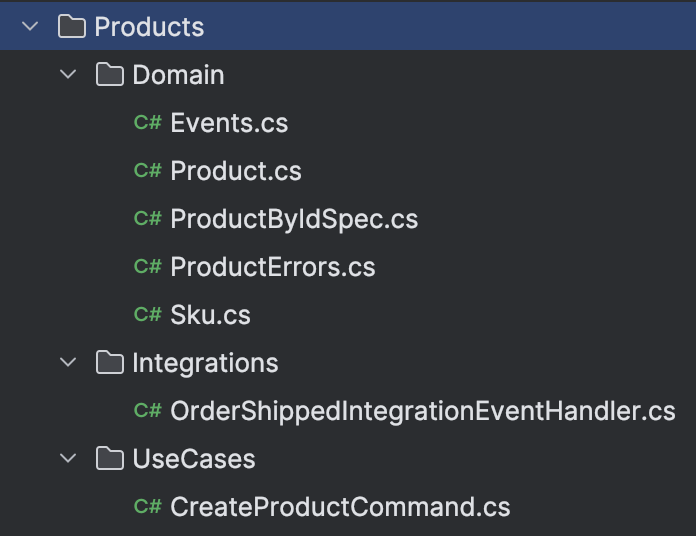 Products
Domain
C# Events.cs
C# Product.cs
C# ProductByIdSpec.cs
C# ProductErrors.cs
C# Sku.cs
Integrations
C# OrderShippedIntegrationEventHandler.cs
UseCases
C# CreateProductCommand.cs